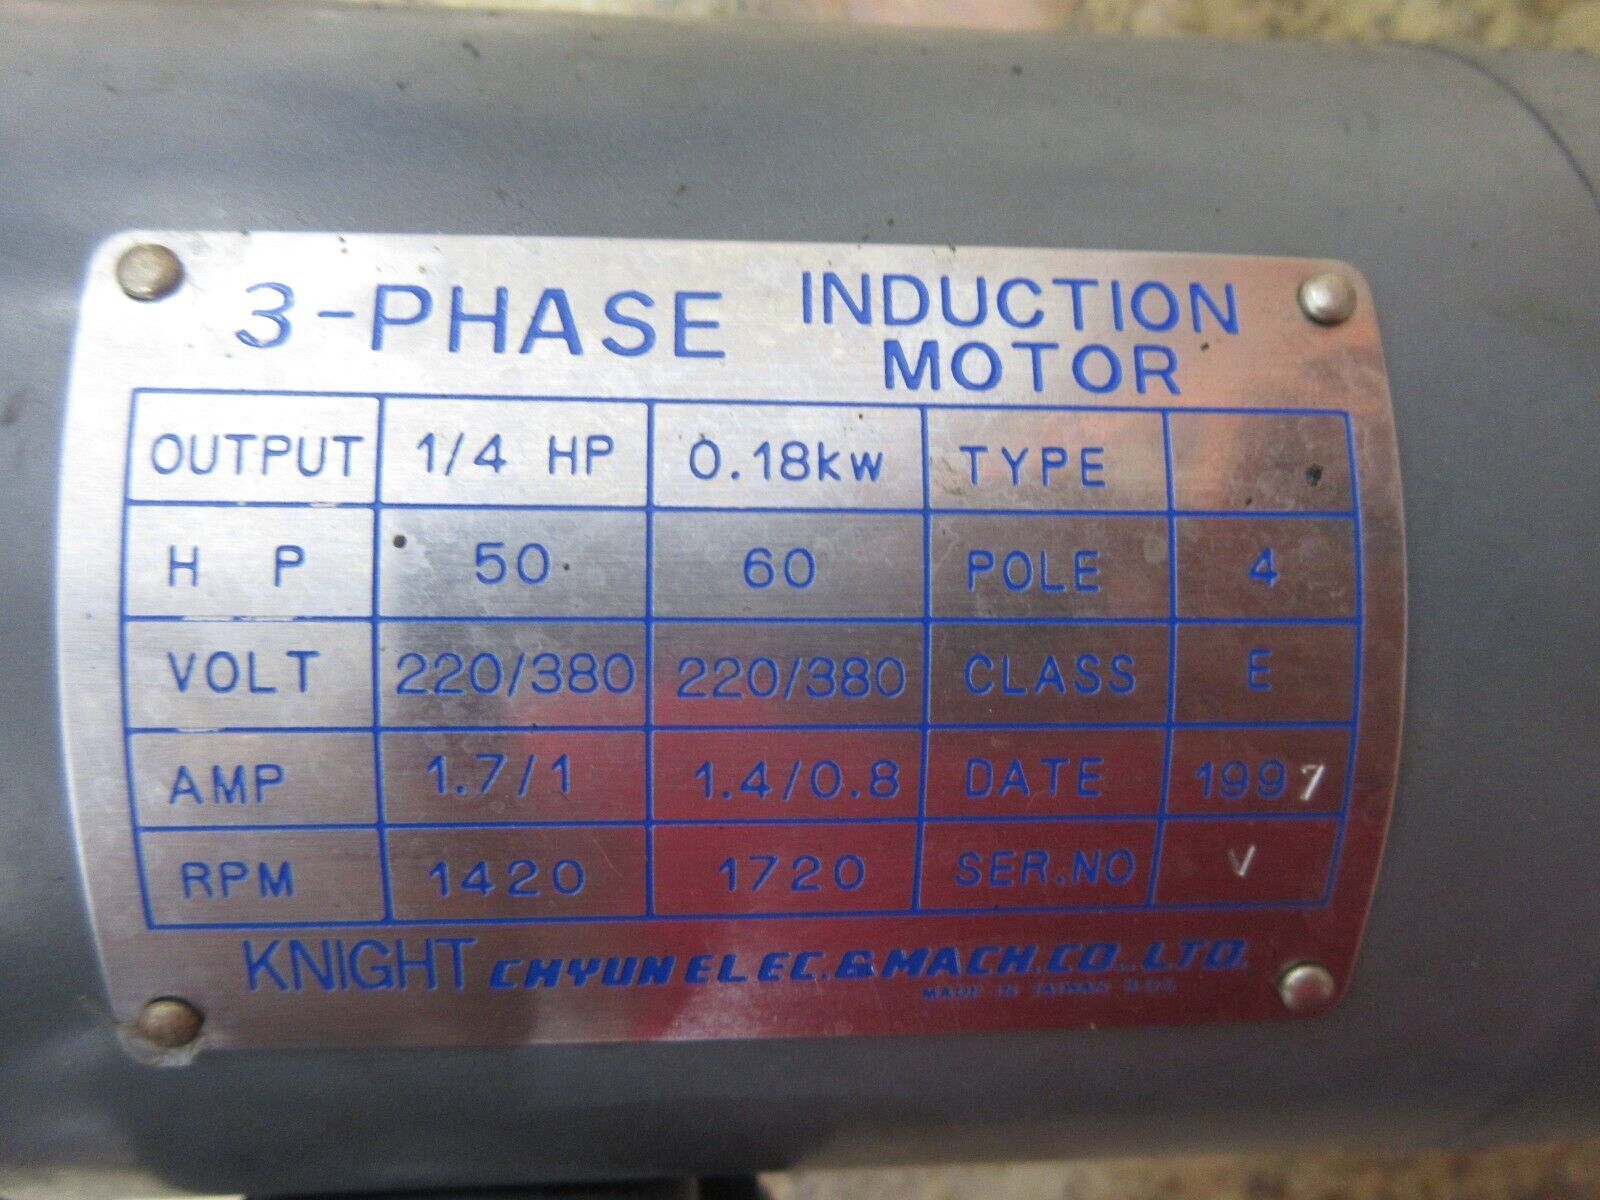 3-PHASE INDUCTION MOTOR
OUTPUT 1/4 HP 0.18KW TYPE
H P 50 60 POLE 4
VOLT 220/380 220/380 CLASS E
AMP 1.7/1 1.4/0.8 DATE 1997
RPM 1420 1720 SER.NO V
KNIGHT CHYUN ELEC. & MACH. CO., LTD.
MADE IN TAIWAN R.O.C.